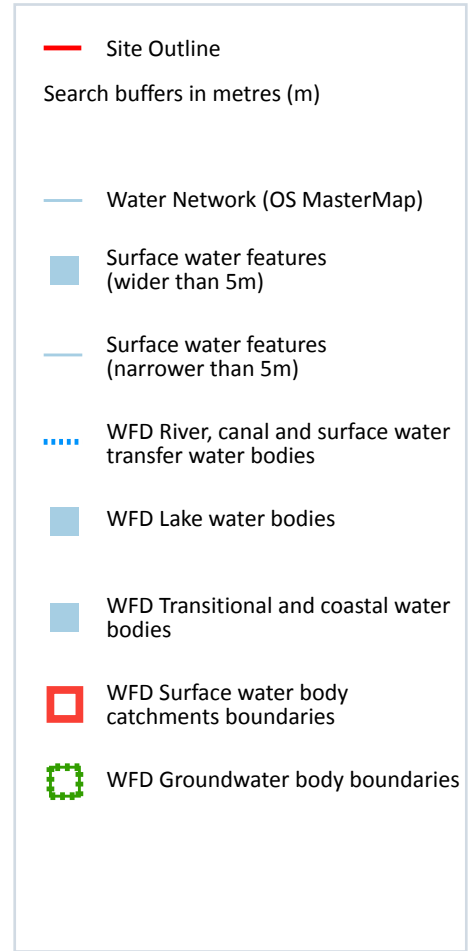 Site Outline
Search buffers in metres (m)
Water Network (OS MasterMap)
Surface water features
(wider than 5m)
Surface water features
(narrower than 5m)
WFD River, canal and surface water
transfer water bodies
WFD Lake water bodies
WFD Transitional and coastal water
bodies
WFD Surface water body
catchments boundaries
WFD Groundwater body boundaries